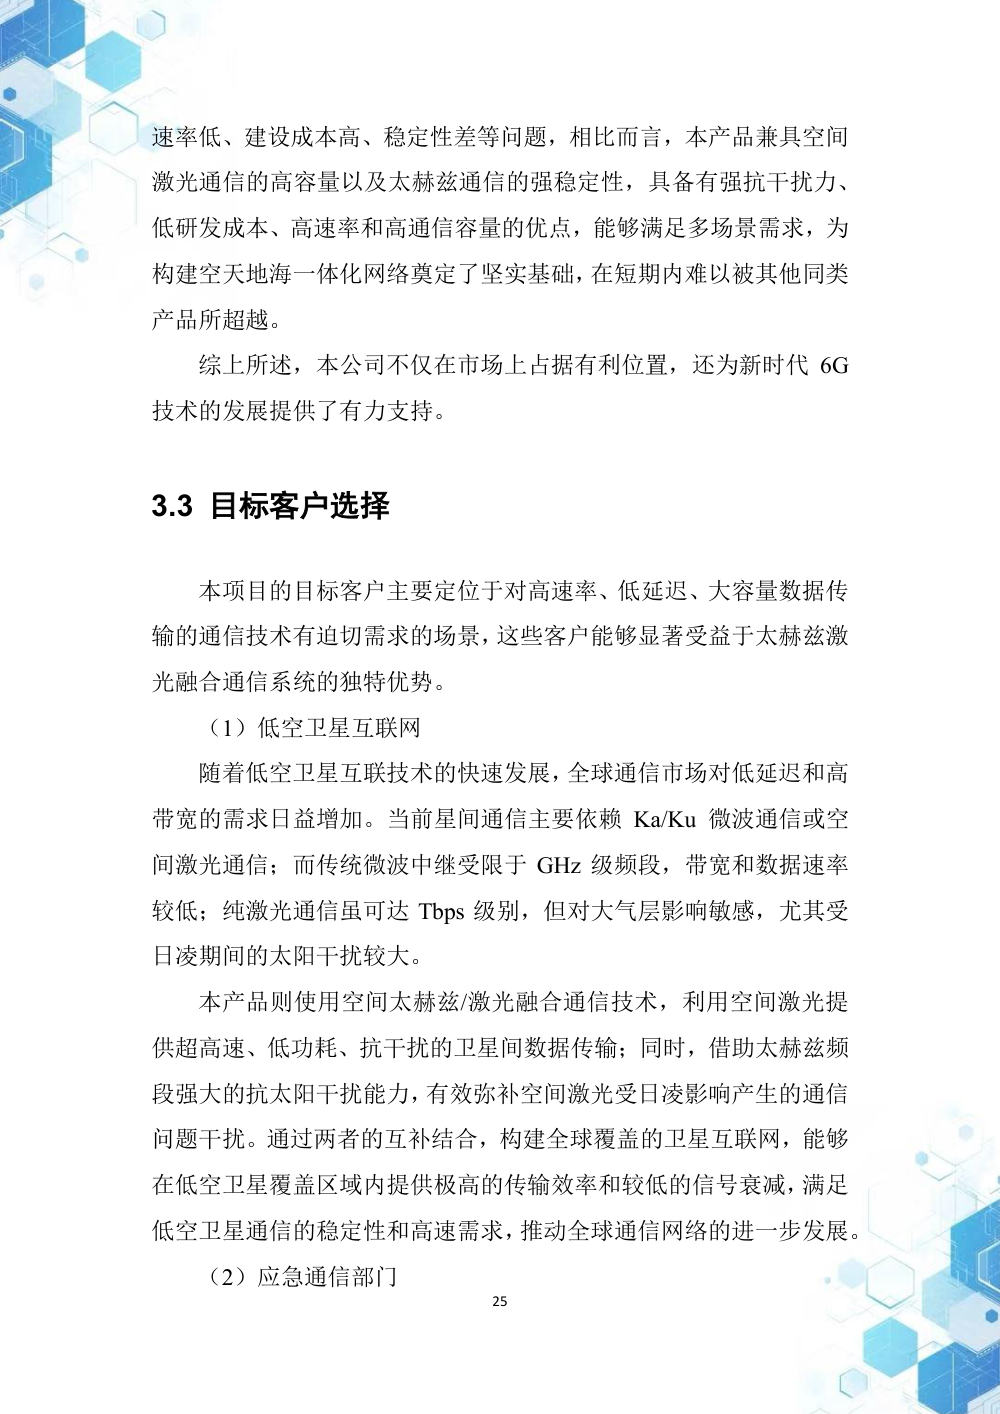 速率低、建设成本高、稳定性差等问题，相比而言，本产品兼具空间
激光通信的高容量以及太赫兹通信的强稳定性，具备有强抗干扰力、
低研发成本、高速率和高通信容量的优点，能够满足多场景需求，为
构建空天地海一体化网络奠定了坚实基础，在短期内难以被其他同类
产品所超越。
综上所述，本公司不仅在市场上占据有利位置，还为新时代 6G
技术的发展提供了有力支持。
3.3 目标客户选择
本项目的目标客户主要定位于对高速率、低延迟、大容量数据传
输的通信技术有迫切需求的场景，这些客户能够显著受益于太赫兹激
光融合通信系统的独特优势。
（1）低空卫星互联网
随着低空卫星互联技术的快速发展，全球通信市场对低延迟和高
带宽的需求日益增加。当前星间通信主要依赖 Ka/Ku 微波通信或空
间激光通信；而传统微波中继受限于 GHz 级频段，带宽和数据速率
较低；纯激光通信虽可达 Tbps 级别，但对大气层影响敏感，尤其受
日凌期间的太阳干扰较大。
本产品则使用空间太赫兹/激光融合通信技术，利用空间激光提
供超高速、低功耗、抗干扰的卫星间数据传输；同时，借助太赫兹频
段强大的抗太阳干扰能力，有效弥补空间激光受日凌影响产生的通信
问题干扰。通过两者的互补结合，构建全球覆盖的卫星互联网，能够
在低空卫星覆盖区域内提供极高的传输效率和较低的信号衰减，满足
低空卫星通信的稳定性和高速需求，推动全球通信网络的进一步发展。
（2）应急通信部门
25